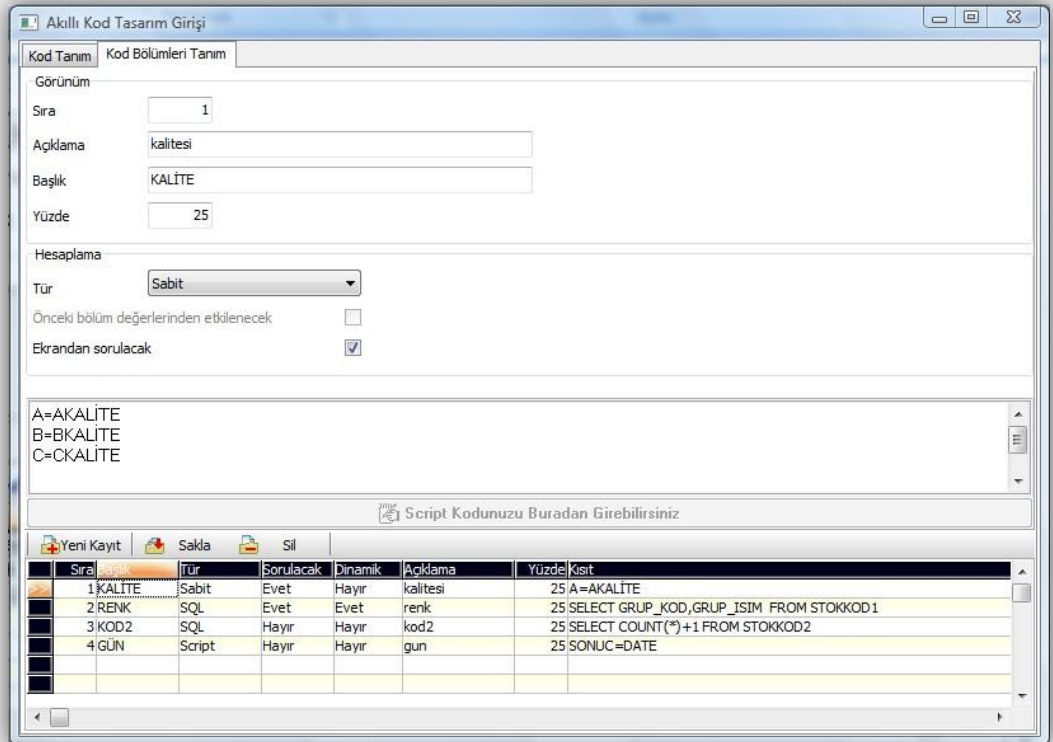 Akıllı Kod Tasarım Girişi
Kod Tanım Kod Bölümleri Tanım
Görünüm
Sıra 1
Açıklama kalitesi
Başlık KALİTE
Yüzde 25
Hesaplama
Tür Sabit
Önceki bölüm değerlerinden etkilenecek
Ekrandan sorulacak
A=AKALİTE
B=BKALİTE
C=CKALİTE
Script Kodunuzu Buradan Girebilirsiniz
Yeni Kayıt Sakla Sil
Sıra Başlık Tür Sorulacak Dinamik Açıklama Yüzde Kısıt
1 KALİTE Sabit Evet Hayır kalitesi 25 A=AKALİTE
2 RENK SQL Evet Evet renk 25 SELECT GRUP_KOD,GRUP_ISIM FROM STOKKOD1
3 KOD2 SQL Hayır Hayır kod2 25 SELECT COUNT(*)+1 FROM STOKKOD2
4 GÜN Script Hayır Hayır gun 25 SONUC=DATE